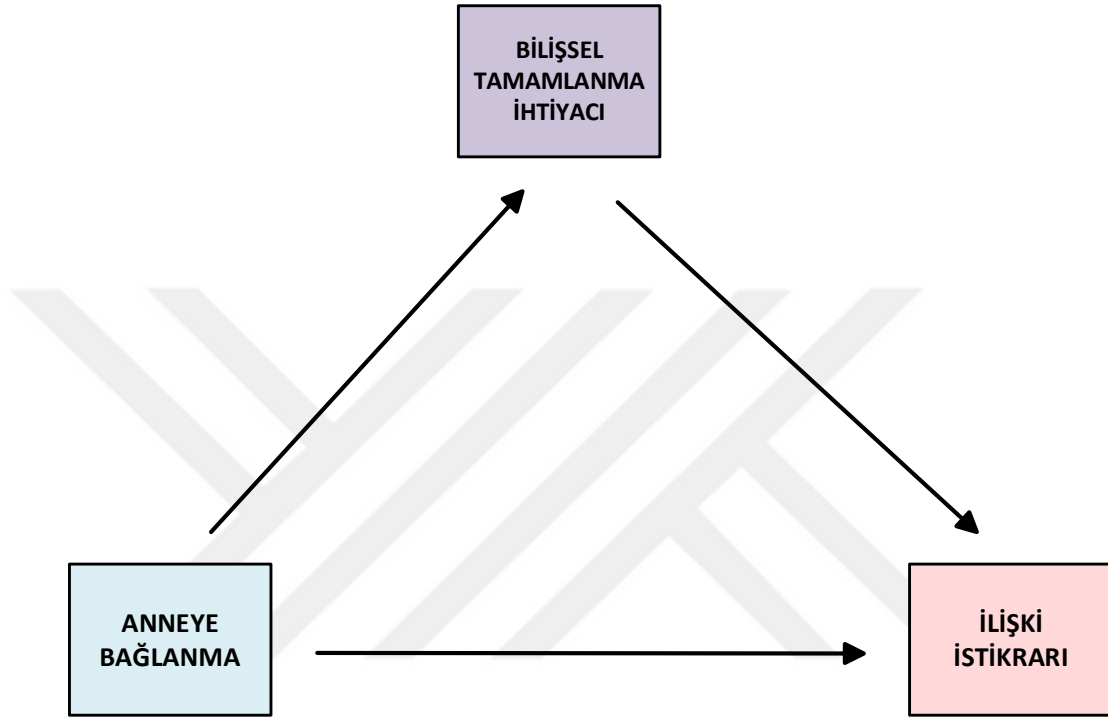 BİLİŞSEL
TAMAMLANMA
İHTİYACI
ANNEYE
BAĞLANMA
İLİŞKİ
İSTİKRARI